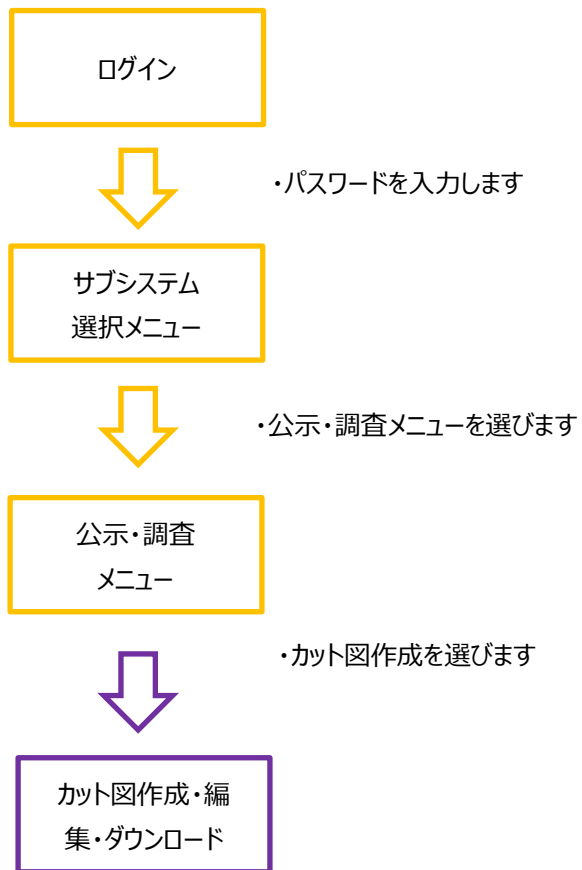 ログイン
・パスワードを入力します
サブシステム
選択メニュー
・公示・調査メニューを選びます
公示・調査
メニュー
・カット図作成を選びます
カット図作成・編
集・ダウンロード